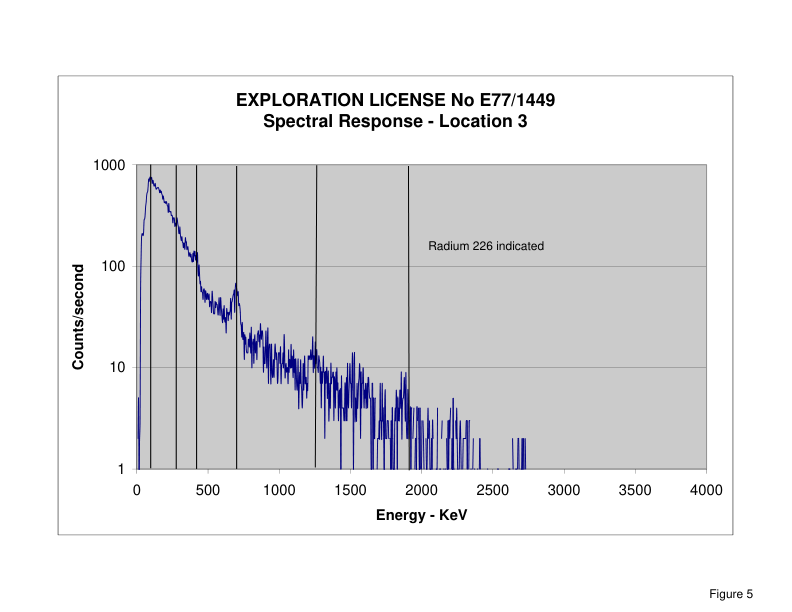 EXPLORATION LICENSE No E77/1449
Spectral Response - Location 3
1000
100
10
1
Counts/second
Radium 226 indicated
0 500 1000 1500 2000 2500 3000 3500 4000
Energy - KeV
Figure 5